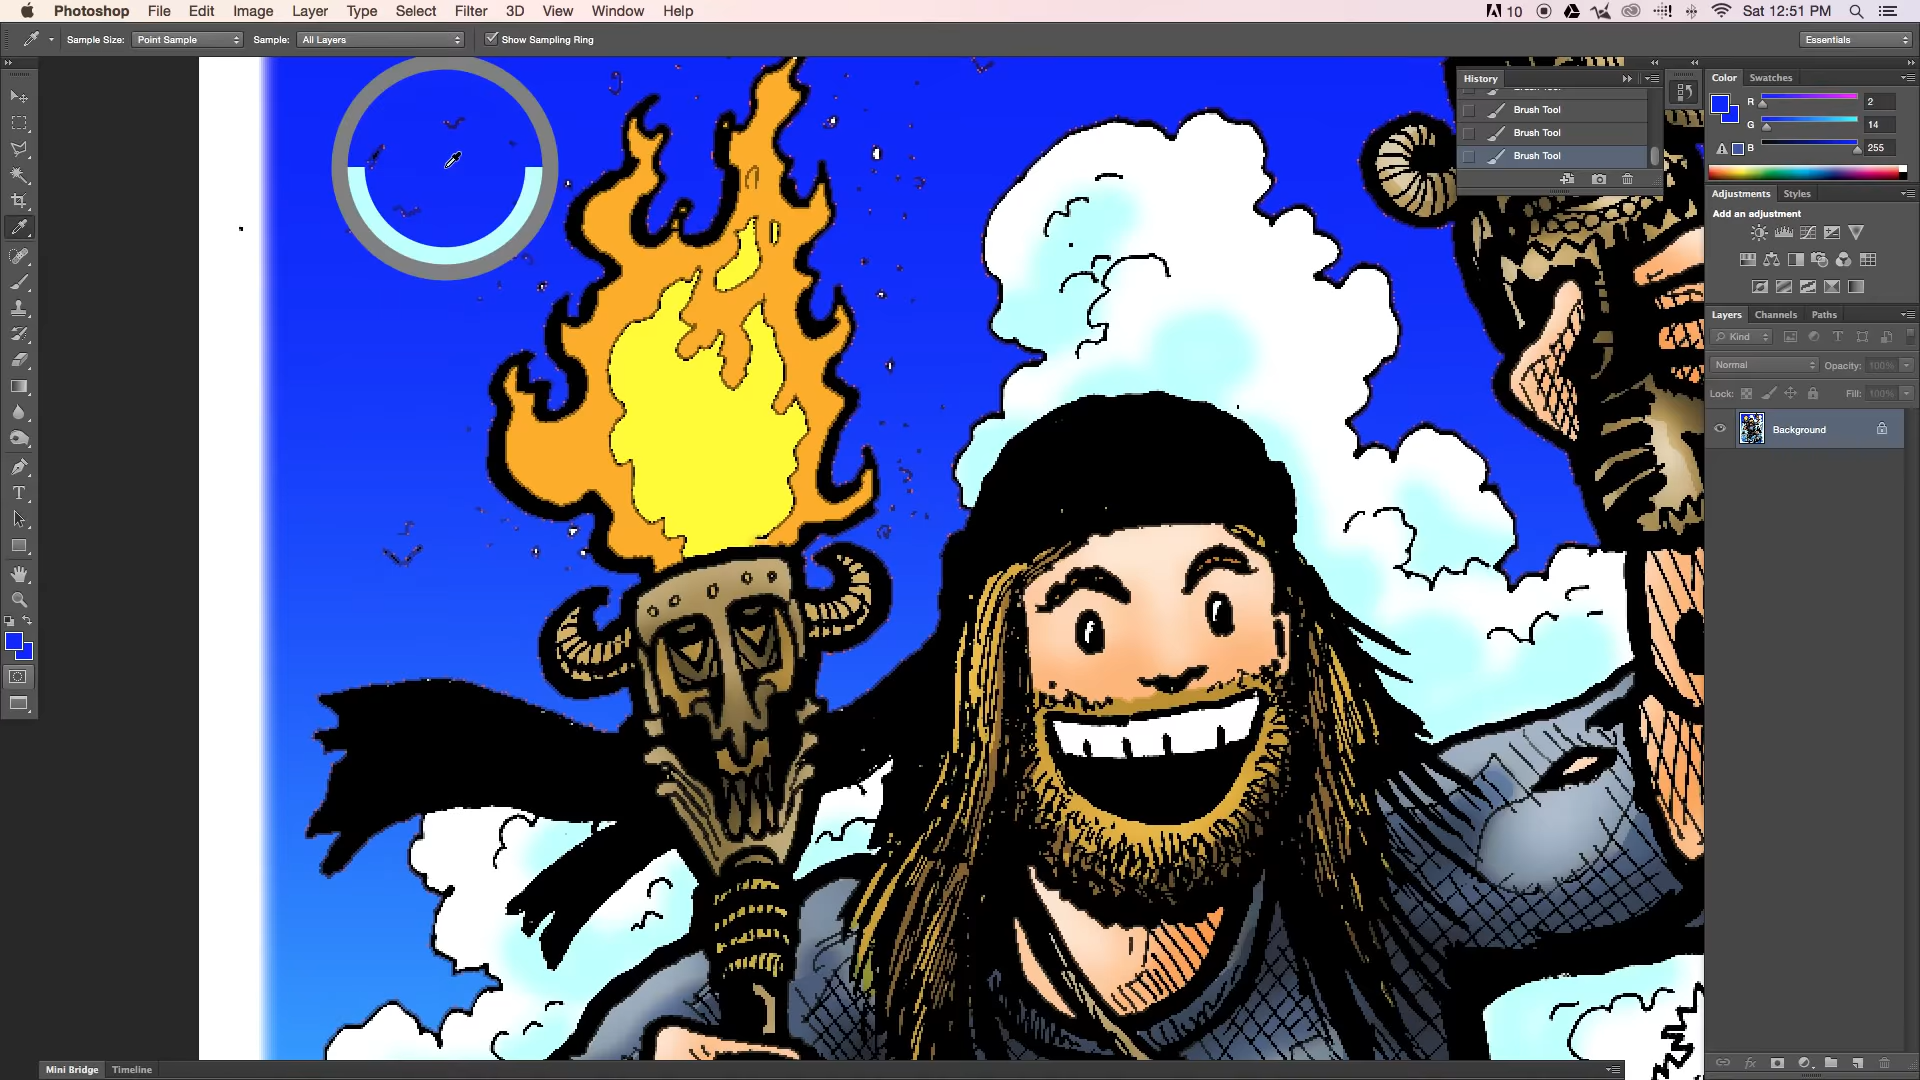 Photoshop File Edit Image Layer Type Select Filter 3D View Window Help 10 Sat 12:51 PM
Sample Size: Point Sample Sample: All Layers Show Sampling Ring Essentials
History
Brush Tool
Brush Tool
Brush Tool
Color Swatches
R 2
G 14
B 255
Adjustments Styles
Add an adjustment
Layers Channels Paths
Kind
Normal Opacity: 100%
Lock: Fill: 100%
Background
Mini Bridge Timeline